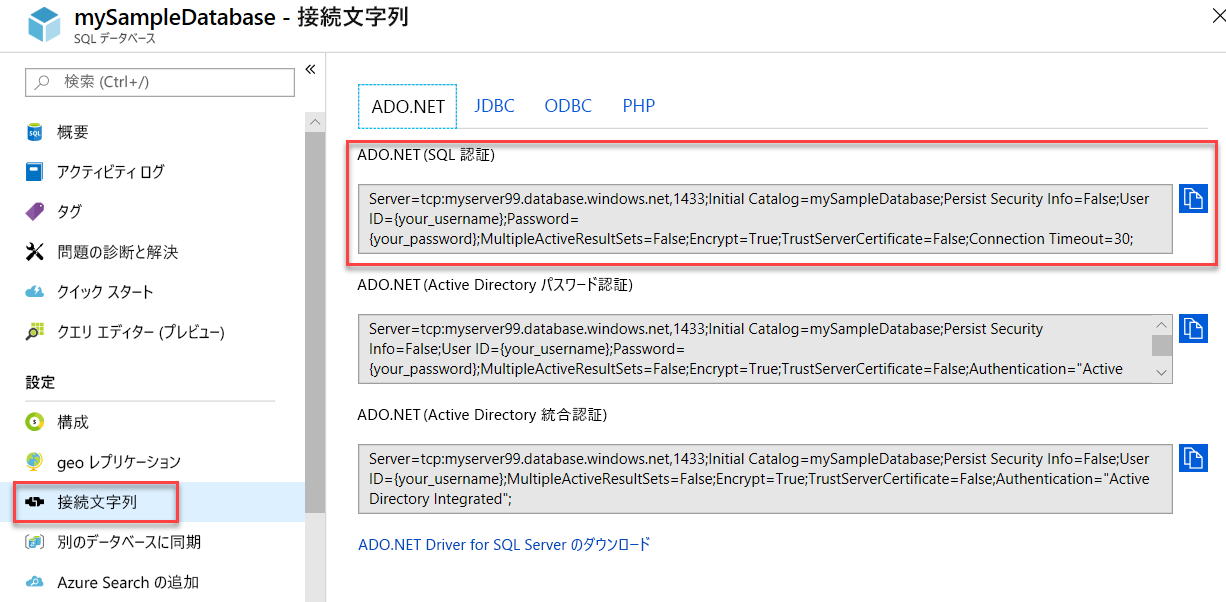 mySampleDatabase - 接続文字列
SQL データベース
検索 (Ctrl+/)
概要
アクティビティ ログ
タグ
問題の診断と解決
クイック スタート
クエリ エディター (プレビュー)
設定
構成
geo レプリケーション
接続文字列
別のデータベースに同期
Azure Search の追加
ADO.NET JDBC ODBC PHP
ADO.NET (SQL 認証)
Server=tcp:myserver99.database.windows.net,1433;Initial Catalog=mySampleDatabase;Persist Security Info=False;User
ID={your_username};Password=
{your_password};MultipleActiveResultSets=False;Encrypt=True;TrustServerCertificate=False;Connection Timeout=30;
ADO.NET (Active Directory パスワード認証)
Server=tcp:myserver99.database.windows.net,1433;Initial Catalog=mySampleDatabase;Persist Security
Info=False;User ID={your_username};Password=
{your_password};MultipleActiveResultSets=False;Encrypt=True;TrustServerCertificate=False;Authentication="Active
ADO.NET (Active Directory 統合認証)
Server=tcp:myserver99.database.windows.net,1433;Initial Catalog=mySampleDatabase;Persist Security Info=False;User
ID={your_username};MultipleActiveResultSets=False;Encrypt=True;TrustServerCertificate=False;Authentication="Active
Directory Integrated";
ADO.NET Driver for SQL Server のダウンロード